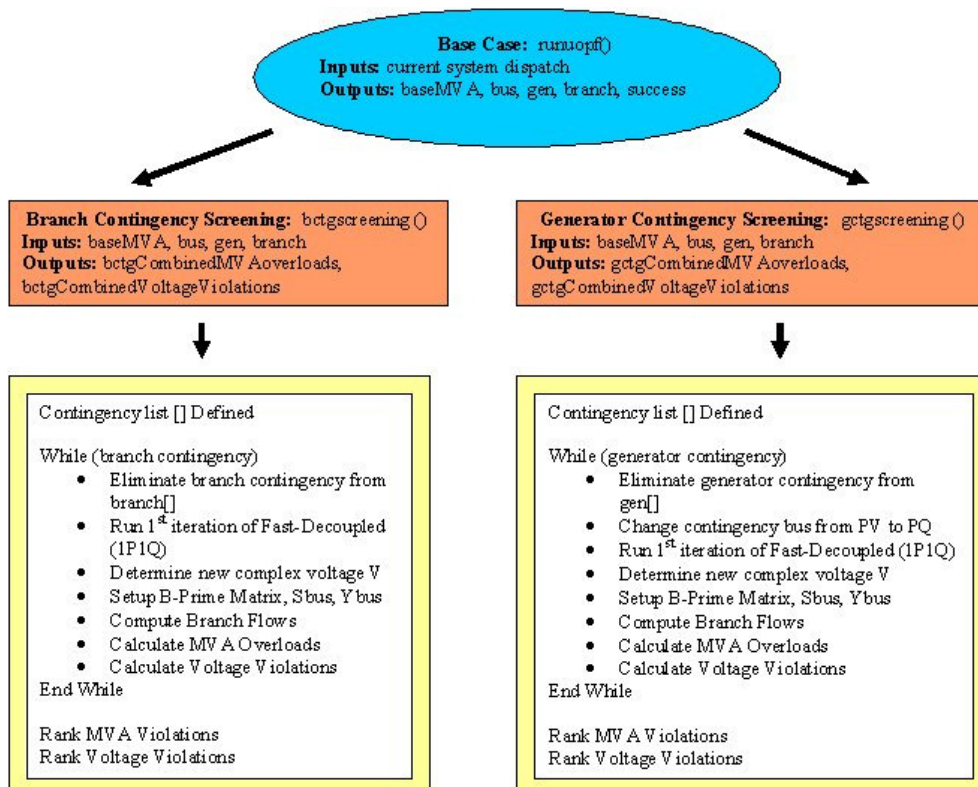 Base Case: runuopf()
Inputs: current system dispatch
Outputs: baseMVA, bus, gen, branch, success
Branch Contingency Screening: bctgscreening ()
Inputs: baseMVA, bus, gen, branch
Outputs: bctgCombinedMVAoverloads,
bctgCombinedVoltageViolations
Generator Contingency Screening: gctgscreening ()
Inputs: baseMVA, bus, gen, branch
Outputs: gctgCombinedMVAoverloads,
gctgCombinedVoltageViolations
Contingency list [] Defined
While (branch contingency)
• Eliminate branch contingency from
branch[]
• Run 1st iteration of Fast-Decoupled
(1P1Q)
• Determine new complex voltage V
• Setup B-Prime Matrix, Sbus, Ybus
• Compute Branch Flows
• Calculate MVA Overloads
• Calculate Voltage Violations
End While
Rank MVA Violations
Rank Voltage Violations
Contingency list [] Defined
While (generator contingency)
• Eliminate generator contingency from
gen[]
• Change contingency bus from PV to PQ
• Run 1st iteration of Fast-Decoupled (1P1Q)
• Determine new complex voltage V
• Setup B-Prime Matrix, Sbus, Ybus
• Compute Branch Flows
• Calculate MVA Overloads
• Calculate Voltage Violations
End While
Rank MVA Violations
Rank Voltage Violations